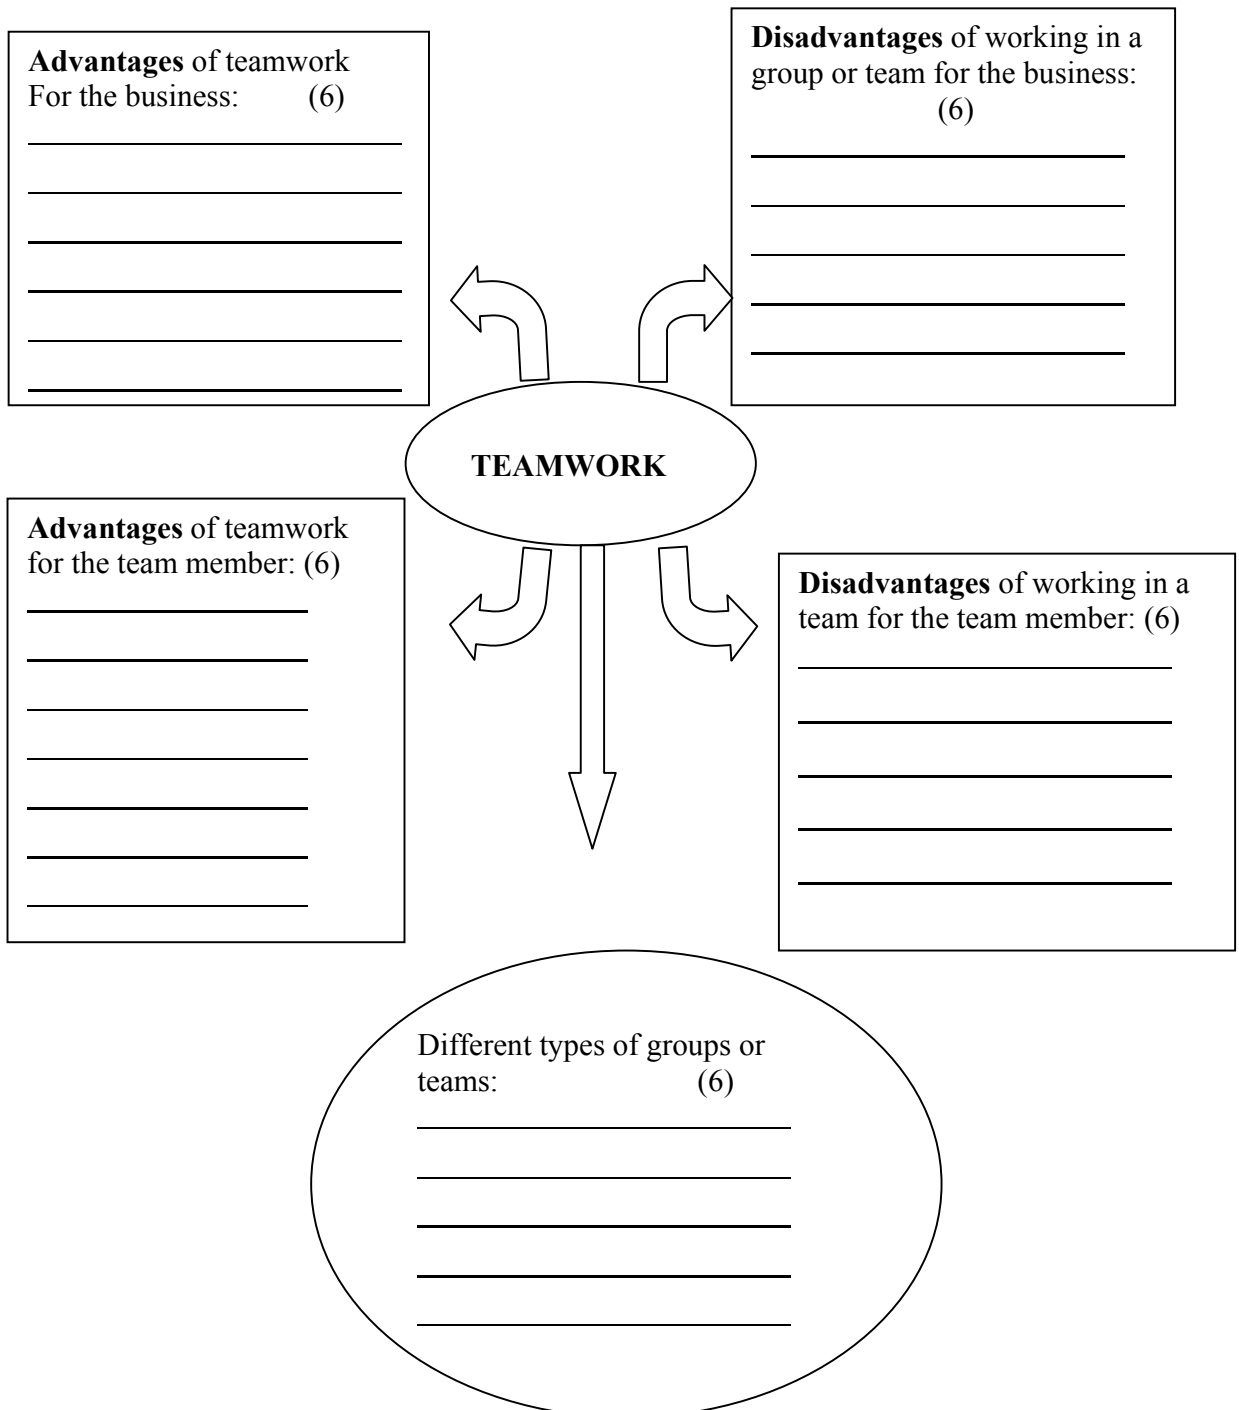 Advantages of teamwork
For the business: (6)
Disadvantages of working in a
group or team for the business:
(6)
TEAMWORK
Advantages of teamwork
for the team member: (6)
Disadvantages of working in a
team for the team member: (6)
Different types of groups or
teams: (6)